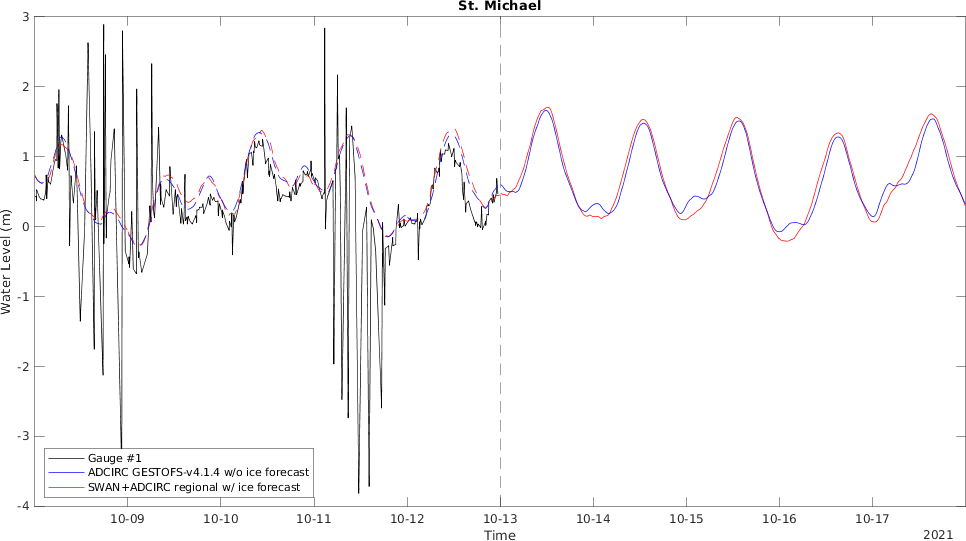 St. Michael
3
2
1
0
-1
-2
-3
-4
Water Level (m)
Gauge #1
ADCIRC GESTOFS-v4.1.4 w/o ice forecast
SWAN+ADCIRC regional w/ ice forecast
10-09 10-10 10-11 10-12 10-13 10-14 10-15 10-16 10-17
Time
2021